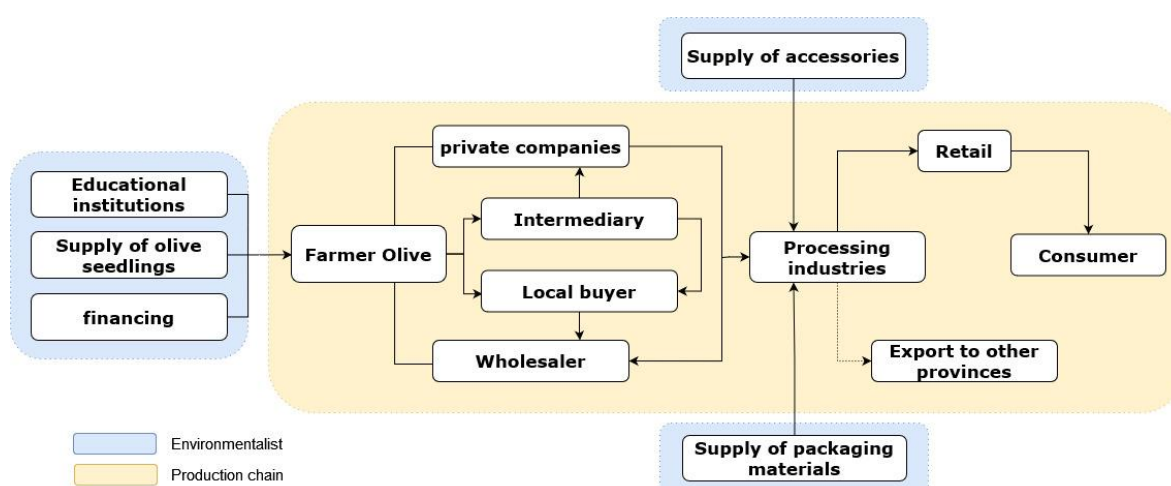 Supply of accessories
private companies
Retail
Educational
institutions
Intermediary
Supply of olive
seedlings
Farmer Olive
Processing
industries
Consumer
Local buyer
financing
Wholesaler
Export to other
provinces
Environmentalist
Supply of packaging
materials
Production chain